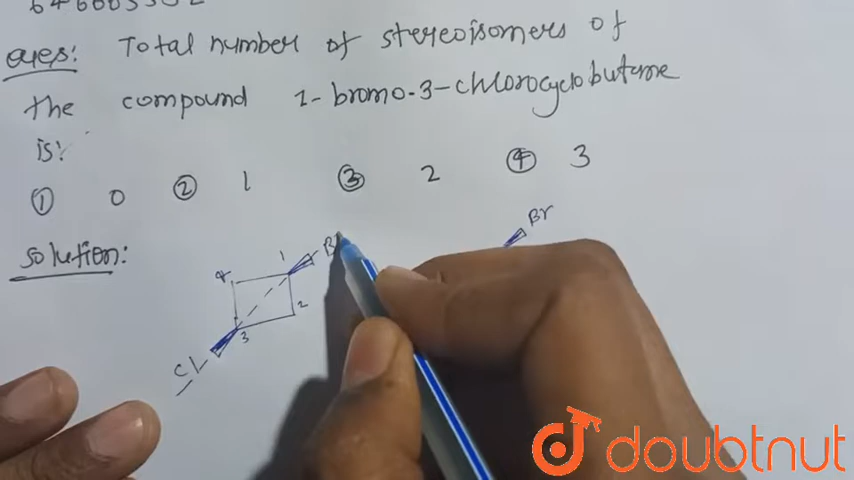 646603532
Ques: Total number of stereoisomers of
the compound 1-bromo-3-chlorocyclobutane
is:
① 0 ② 1 ③ 2 ④ 3
Solution:
Br
4 1 B
3 2
CL
doubtnut